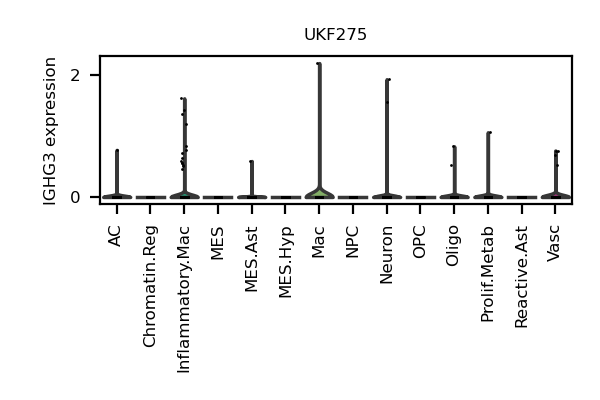 UKF275
IGHG3 expression
2
0
AC
Chromatin.Reg
Inflammatory.Mac
MES
MES.Ast
MES.Hyp
Mac
NPC
Neuron
OPC
Oligo
Prolif.Metab
Reactive.Ast
Vasc